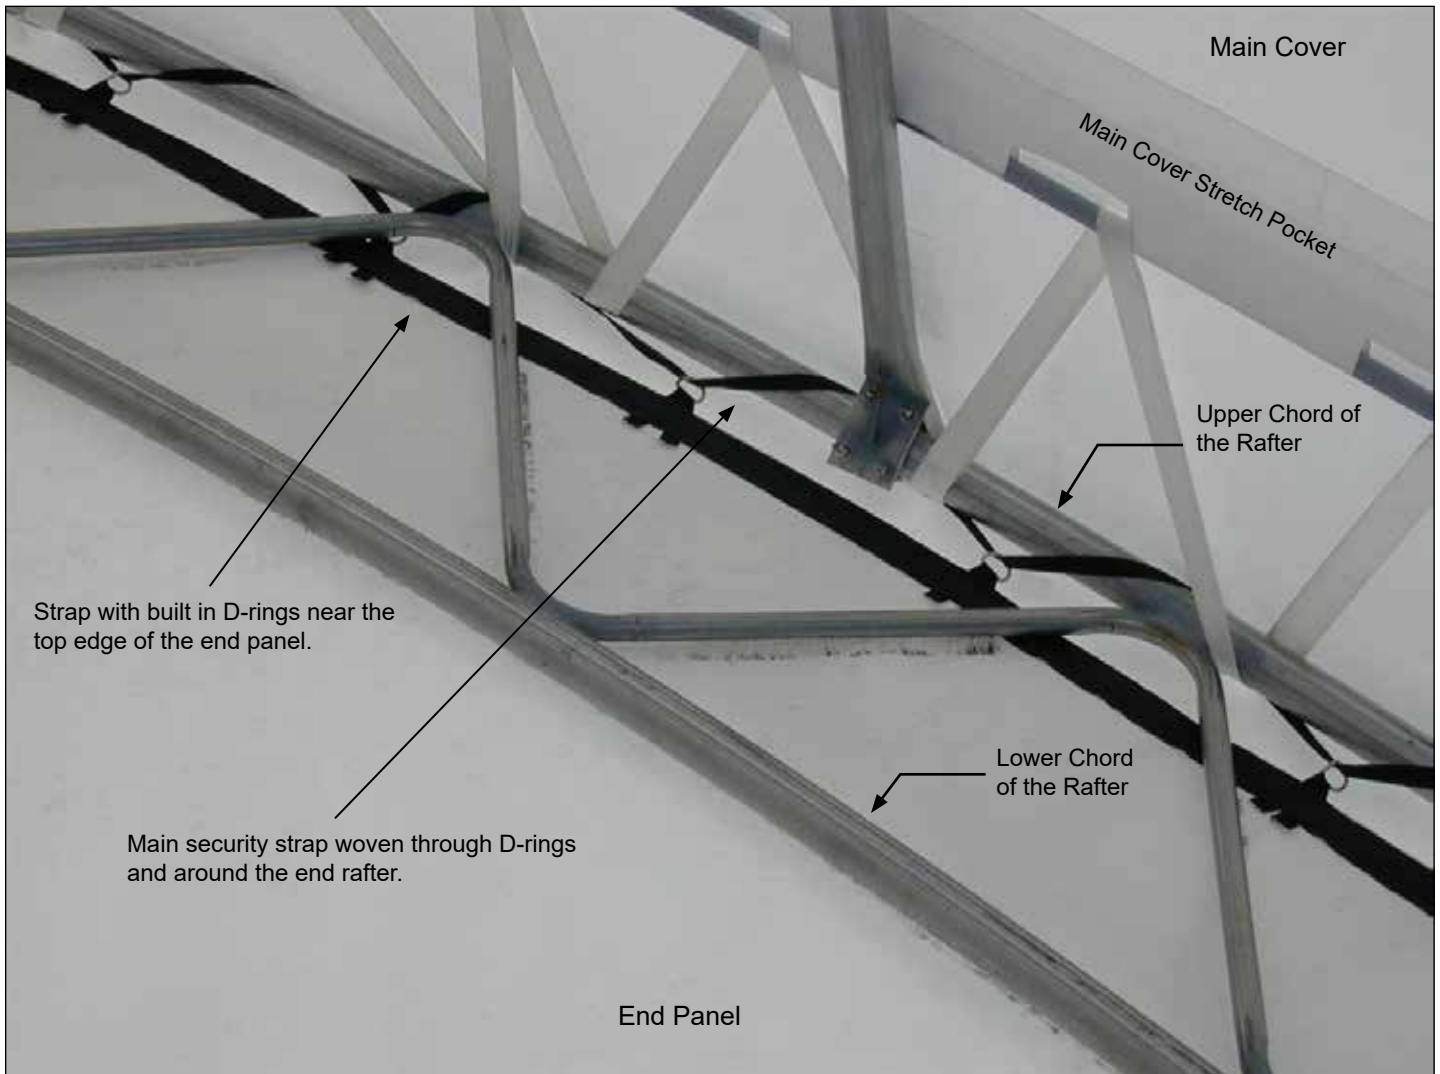 Main Cover
Main Cover Stretch Pocket
Upper Chord of
the Rafter
Strap with built in D-rings near the
top edge of the end panel.
Lower Chord
of the Rafter
Main security strap woven through D-rings
and around the end rafter.
End Panel